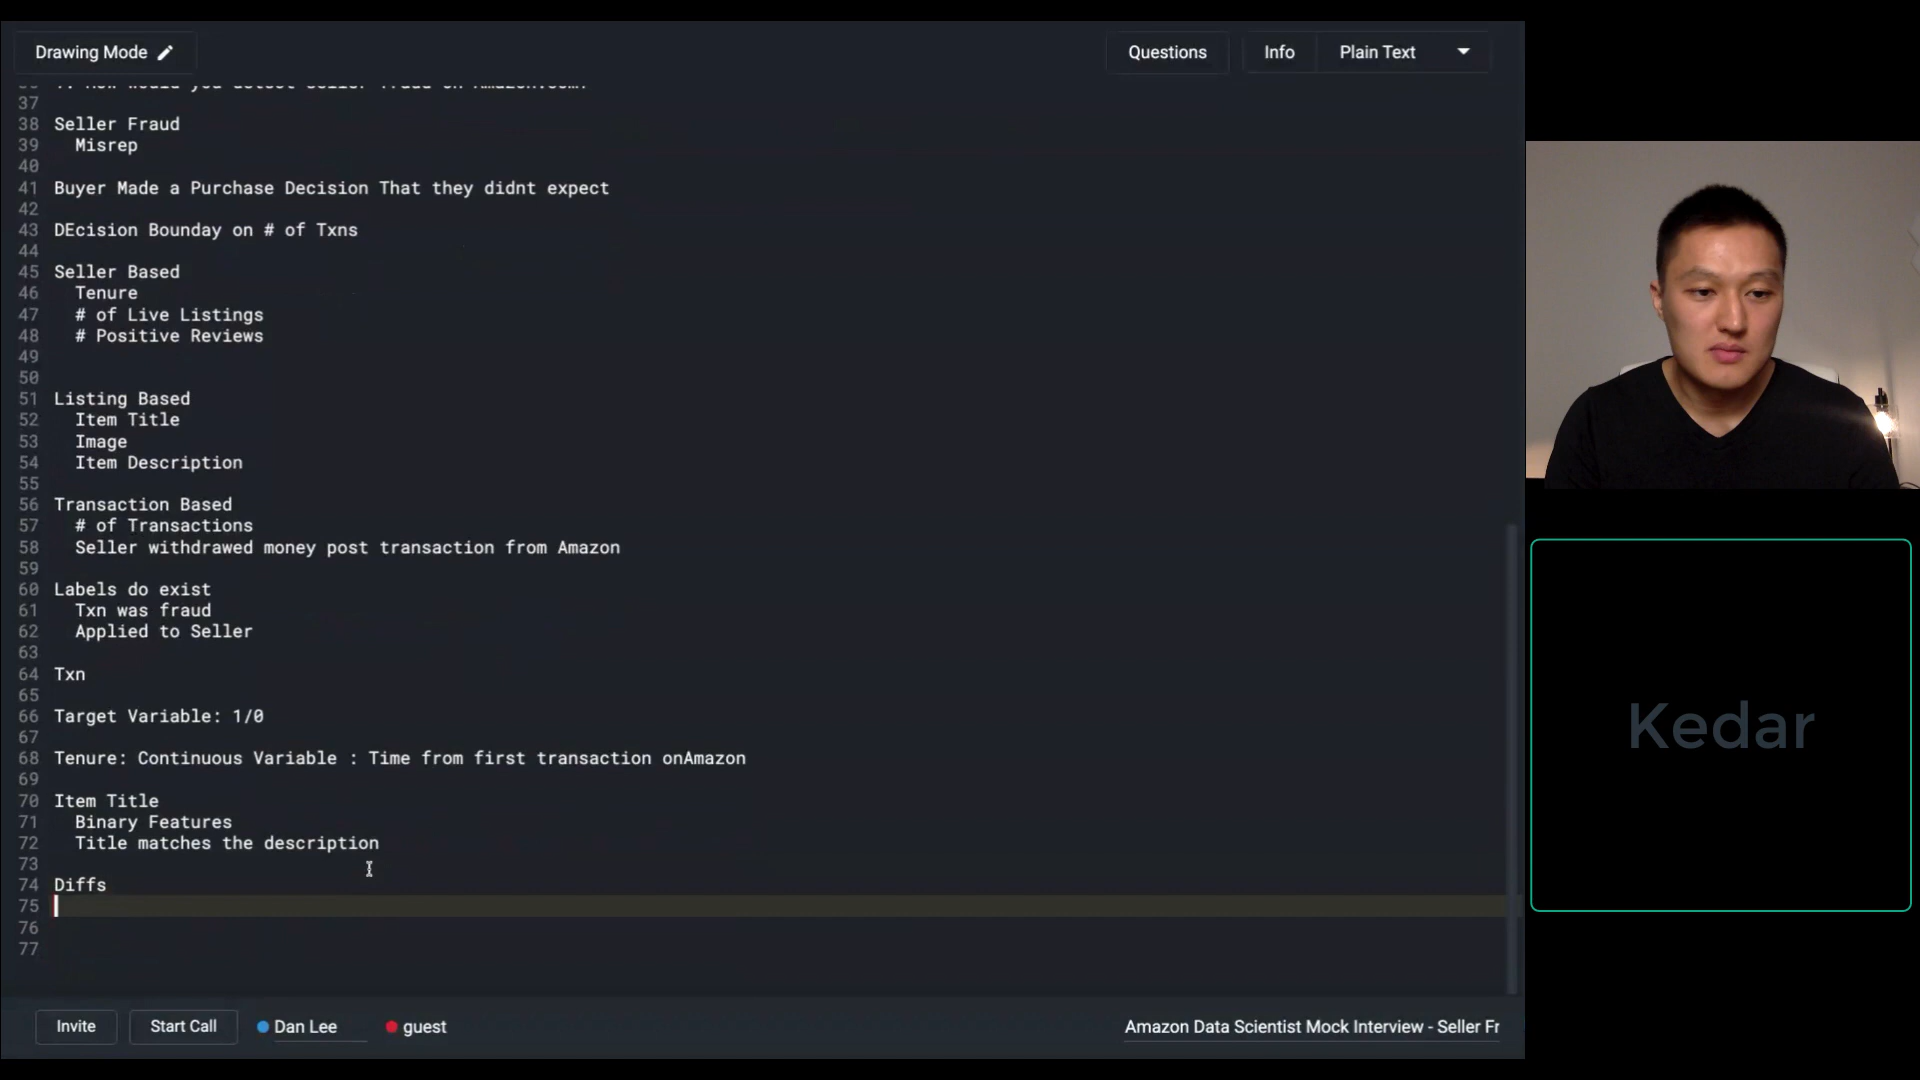 Drawing Mode
Questions
Info
Plain Text
37
38 Seller Fraud
39 Misrep
40
41 Buyer Made a Purchase Decision That they didnt expect
42
43 DEcision Bounday on # of Txns
44
45 Seller Based
46 Tenure
47 # of Live Listings
48 # Positive Reviews
49
50
51 Listing Based
52 Item Title
53 Image
54 Item Description
55
56 Transaction Based
57 # of Transactions
58 Seller withdrawed money post transaction from Amazon
59
60 Labels do exist
61 Txn was fraud
62 Applied to Seller
63
64 Txn
65
66 Target Variable: 1/0
67
68 Tenure: Continuous Variable : Time from first transaction onAmazon
69
70 Item Title
71 Binary Features
72 Title matches the description
73
74 Diffs
75
76
77
Invite
Start Call
Dan Lee
guest
Amazon Data Scientist Mock Interview - Seller Fr
Kedar